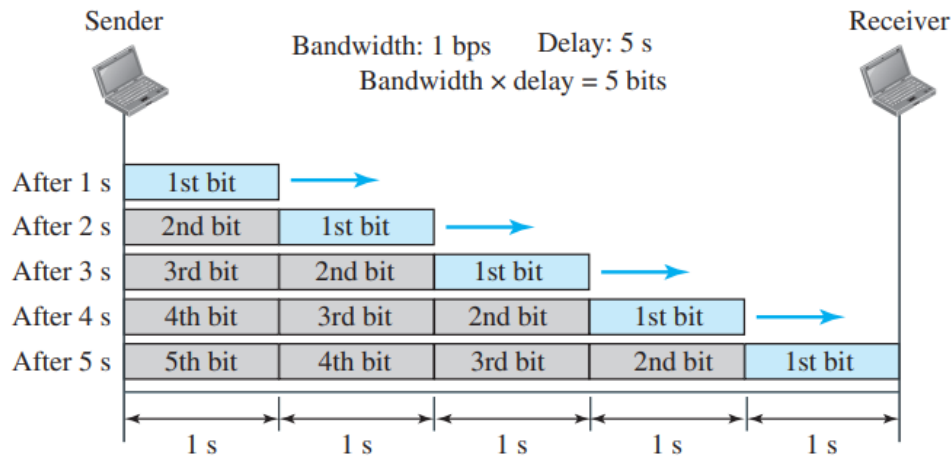 Sender Receiver
Bandwidth: 1 bps Delay: 5 s
Bandwidth × delay = 5 bits
After 1 s 1st bit
After 2 s 2nd bit 1st bit
After 3 s 3rd bit 2nd bit 1st bit
After 4 s 4th bit 3rd bit 2nd bit 1st bit
After 5 s 5th bit 4th bit 3rd bit 2nd bit 1st bit
1 s 1 s 1 s 1 s 1 s